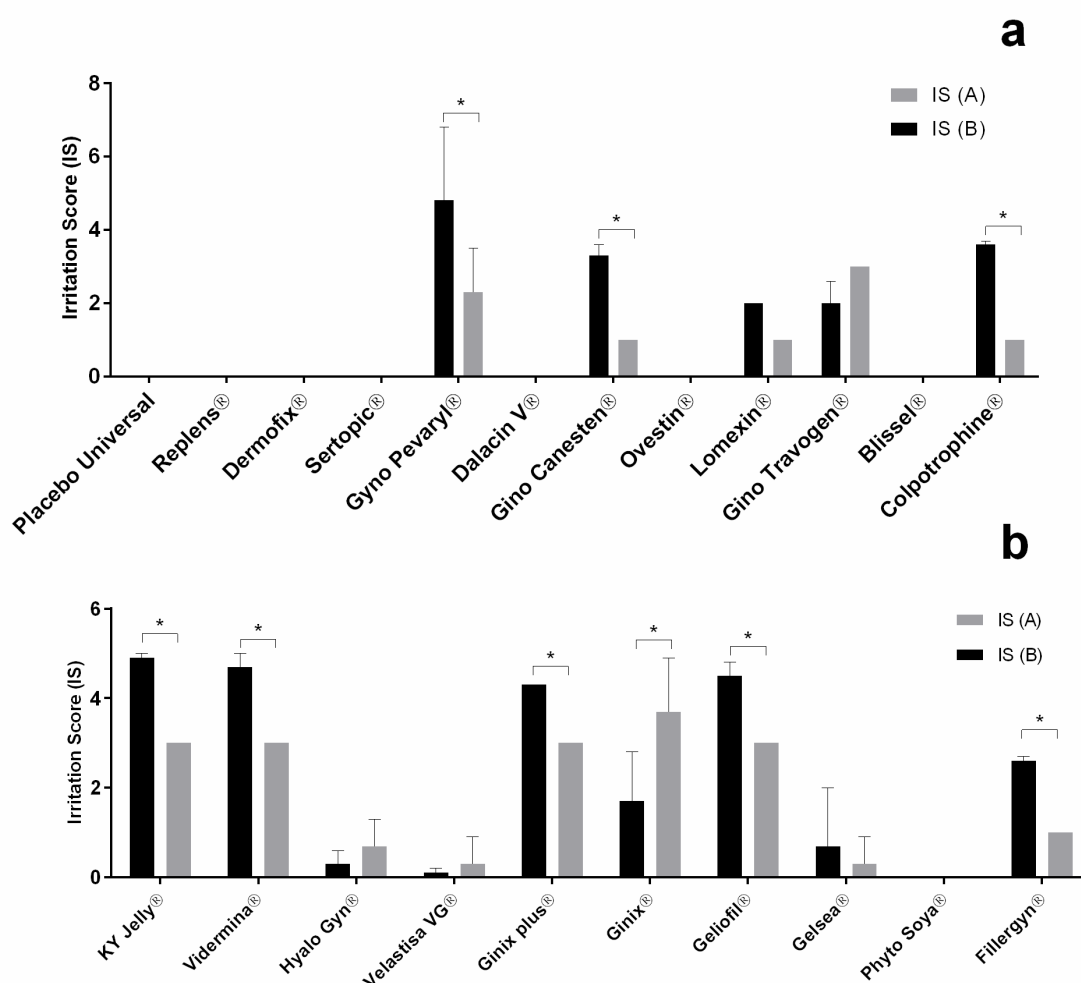 a
8
IS (A)
IS (B)
*
6
Irritation Score (IS)
*
*
4
2
0
Placebo Universal
Replens®
Dermofix®
Sertopic®
Gyno Pevaryl®
Dalacin V®
Gino Canesten®
Ovestin®
Lomexin®
Gino Travogen®
Blissel®
Colpotrophine®
b
6
IS (A)
IS (B)
*
*
*
*
*
*
Irritation Score (IS)
4
2
0
KY Jelly®
Vidermina®
Hyalo Gyn®
Velastisa VG®
Ginix plus®
Ginix®
Geliofil®
Gelsea®
Phyto Soya®
Fillergyn®